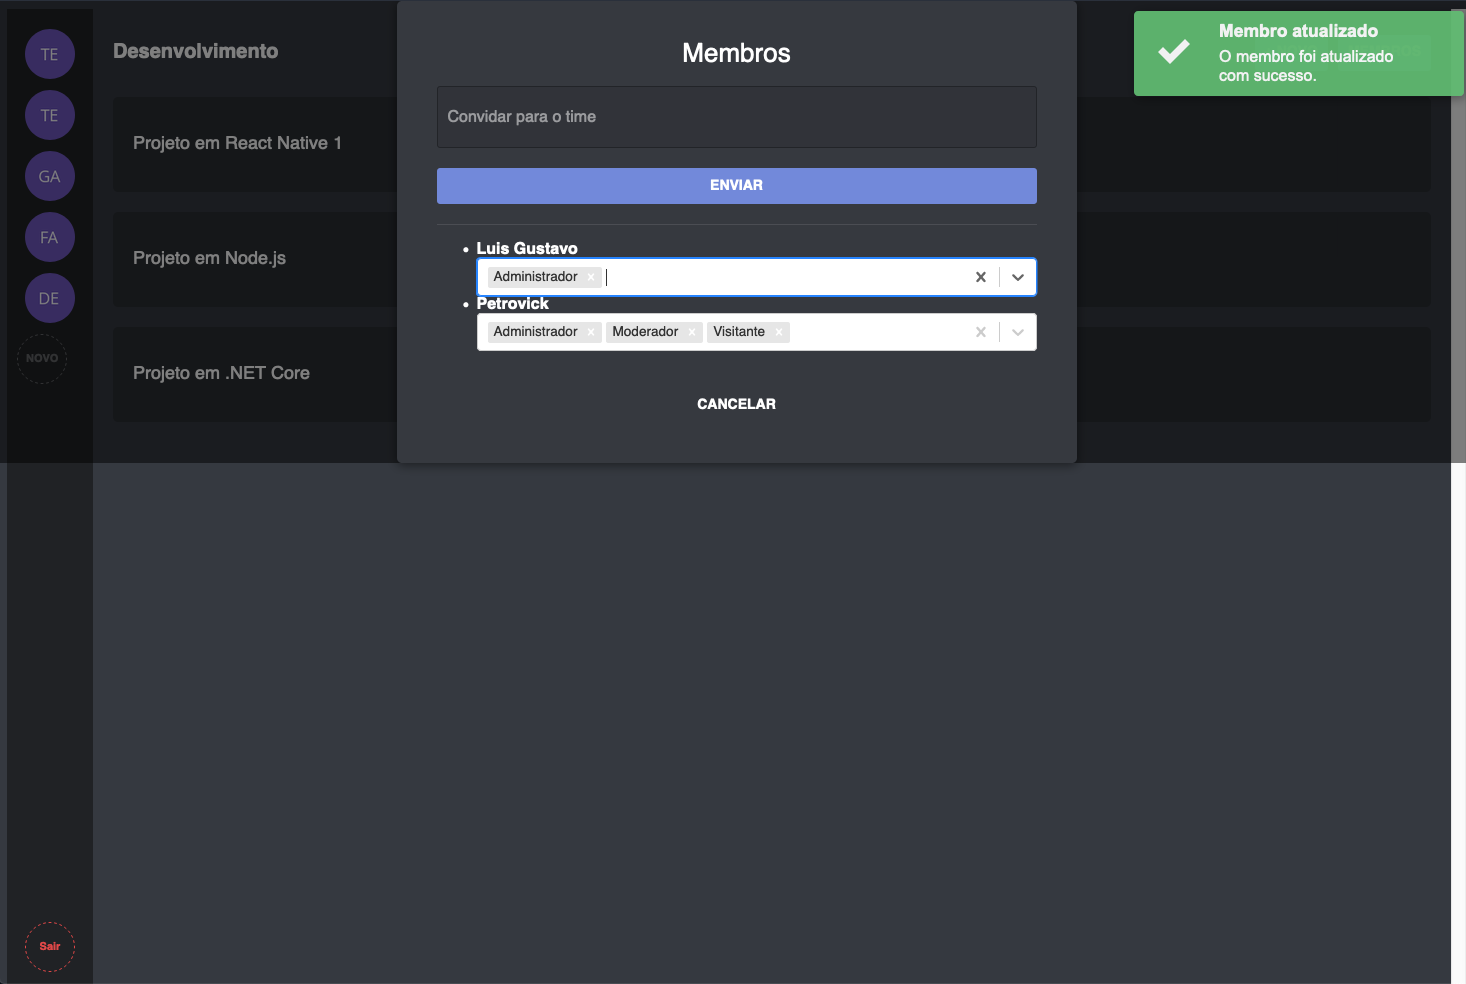 TE
TE
GA
FA
DE
NOVO
Sair
Desenvolvimento
Projeto em React Native 1
Projeto em Node.js
Projeto em .NET Core
Membros
Convidar para o time
ENVIAR
Luis Gustavo
Administrador
Petrovick
Administrador Moderador Visitante
CANCELAR
Membro atualizado
O membro foi atualizado
com sucesso.